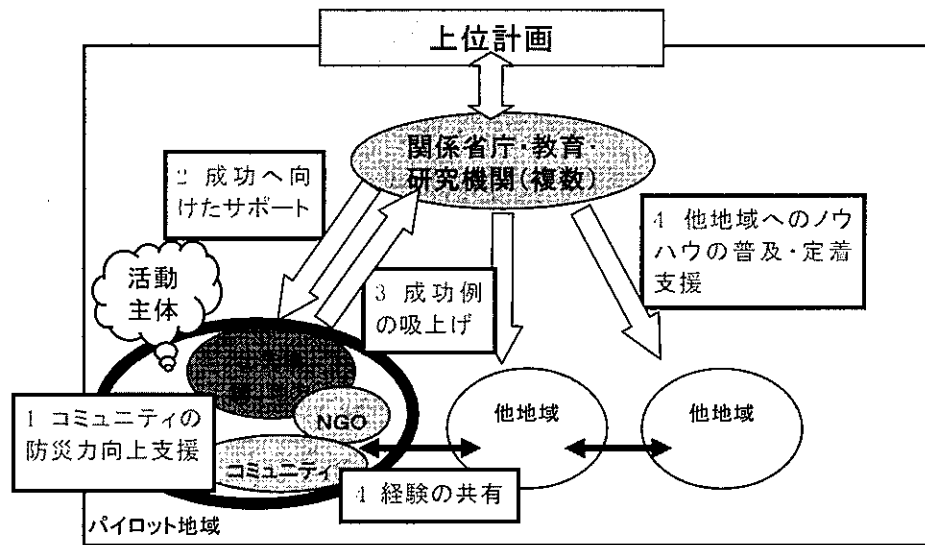 上位計画
関係省庁・教育・
研究機関(複数)
2 成功へ向
けたサポート
4 他地域へのノウ
ハウの普及・定着
支援
活動
主体
3 成功例
の吸上げ
1 コミュニティの
防災力向上支援
NGO
コミュニティ
他地域
他地域
4 経験の共有
パイロット地域